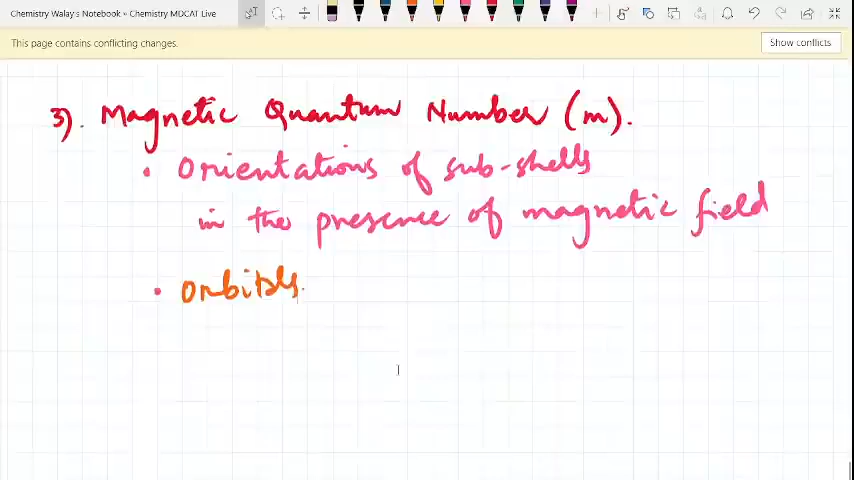 Chemistry Walay's Notebook » Chemistry MDCAT Live
This page contains conflicting changes.
Show conflicts
3). Magnetic Quantum Number (m).
• Orientations of sub-shells
in the presence of magnetic field
• Orbitals.